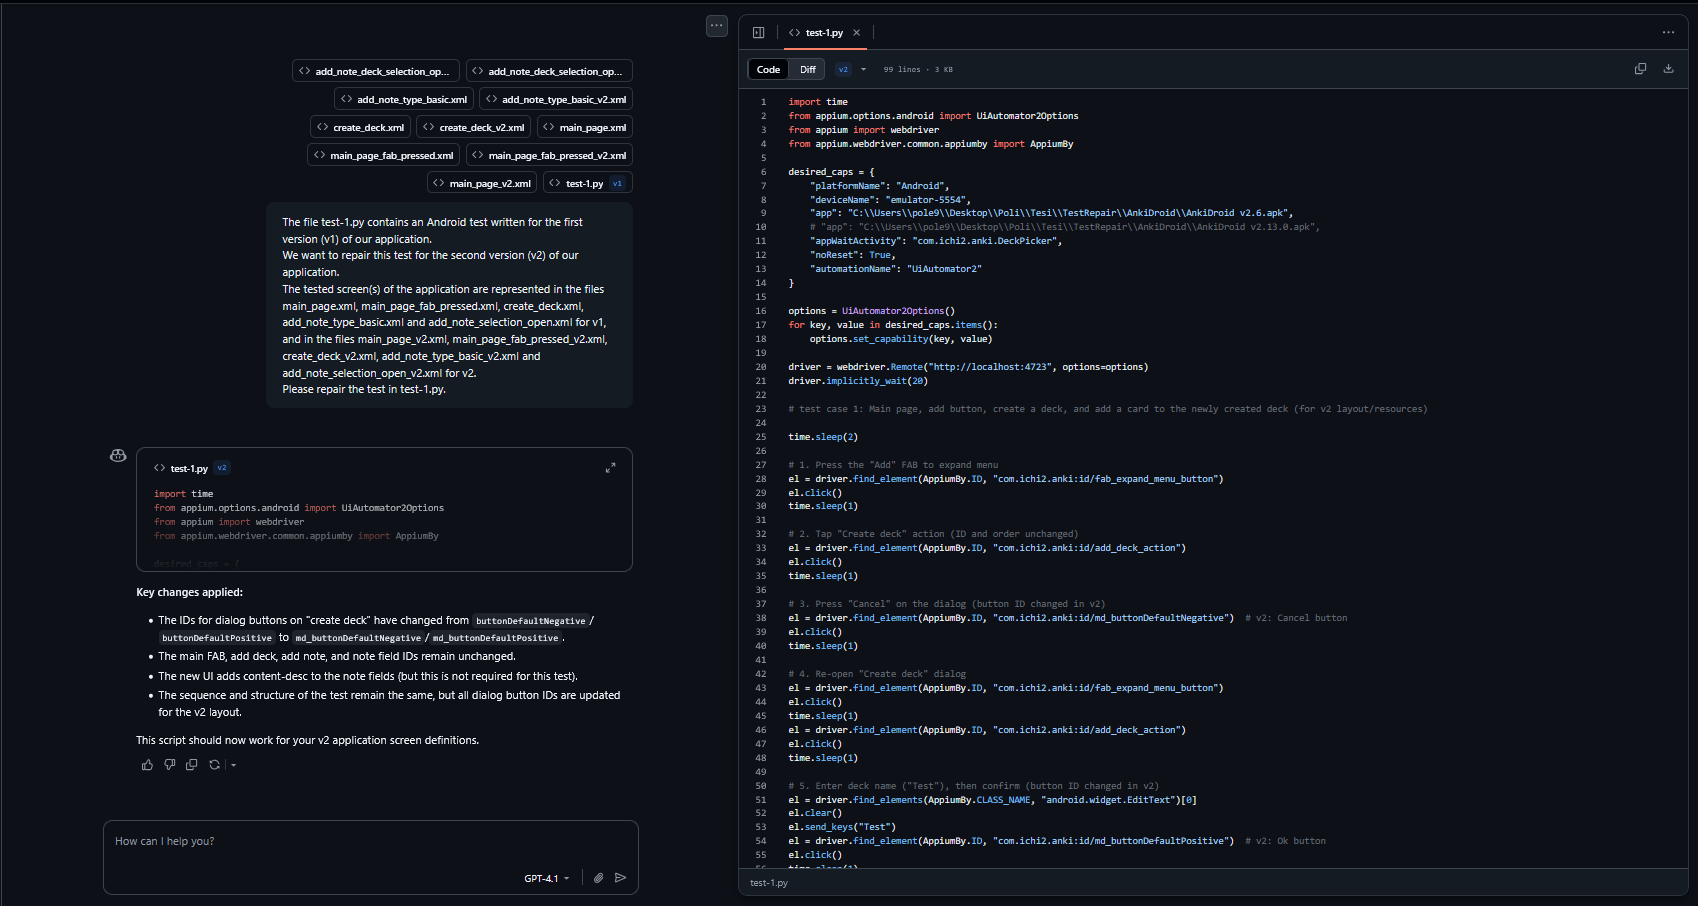 add_note_deck_selection_op...
add_note_deck_selection_op...
add_note_type_basic.xml
add_note_type_basic_v2.xml
create_deck.xml
create_deck_v2.xml
main_page.xml
main_page_fab_pressed.xml
main_page_fab_pressed_v2.xml
main_page_v2.xml
test-1.py v1
The file test-1.py contains an Android test written for the first
version (v1) of our application.
We want to repair this test for the second version (v2) of our
application.
The tested screen(s) of the application are represented in the files
main_page.xml, main_page_fab_pressed.xml, create_deck.xml,
add_note_type_basic.xml and add_note_selection_open.xml for v1,
and in the files main_page_v2.xml, main_page_fab_pressed_v2.xml,
create_deck_v2.xml, add_note_type_basic_v2.xml and
add_note_selection_open_v2.xml for v2.
Please repair the test in test-1.py.
test-1.py v2
import time
from appium.options.android import UiAutomator2Options
from appium import webdriver
from appium.webdriver.common.appiumby import AppiumBy
desired_caps = {
Key changes applied:
• The IDs for dialog buttons on "create deck" have changed from buttonDefaultNegative /
buttonDefaultPositive to md_buttonDefaultNegative / md_buttonDefaultPositive .
• The main FAB, add deck, add note, and note field IDs remain unchanged.
• The new UI adds content-desc to the note fields (but this is not required for this test).
• The sequence and structure of the test remain the same, but all dialog button IDs are updated
for the v2 layout.
This script should now work for your v2 application screen definitions.
How can I help you?
GPT-4.1
test-1.py
Code Diff v2 99 lines · 3 KB
1 import time
2 from appium.options.android import UiAutomator2Options
3 from appium import webdriver
4 from appium.webdriver.common.appiumby import AppiumBy
5
6 desired_caps = {
7 "platformName": "Android",
8 "deviceName": "emulator-5554",
9 "app": "C:\\Users\\pole9\\Desktop\\Poli\\Tesi\\TestRepair\\AnkiDroid\\AnkiDroid v2.6.apk",
10 # "app": "C:\\Users\\pole9\\Desktop\\Poli\\Tesi\\TestRepair\\AnkiDroid\\AnkiDroid v2.13.0.apk",
11 "appWaitActivity": "com.ichi2.anki.DeckPicker",
12 "noReset": True,
13 "automationName": "UiAutomator2"
14 }
15
16 options = UiAutomator2Options()
17 for key, value in desired_caps.items():
18 options.set_capability(key, value)
19
20 driver = webdriver.Remote("http://localhost:4723", options=options)
21 driver.implicitly_wait(20)
22
23 # test case 1: Main page, add button, create a deck, and add a card to the newly created deck (for v2 layout/resources)
24
25 time.sleep(2)
26
27 # 1. Press the "Add" FAB to expand menu
28 el = driver.find_element(AppiumBy.ID, "com.ichi2.anki:id/fab_expand_menu_button")
29 el.click()
30 time.sleep(1)
31
32 # 2. Tap "Create deck" action (ID and order unchanged)
33 el = driver.find_element(AppiumBy.ID, "com.ichi2.anki:id/add_deck_action")
34 el.click()
35 time.sleep(1)
36
37 # 3. Press "Cancel" on the dialog (button ID changed in v2)
38 el = driver.find_element(AppiumBy.ID, "com.ichi2.anki:id/md_buttonDefaultNegative") # v2: Cancel button
39 el.click()
40 time.sleep(1)
41
42 # 4. Re-open "Create deck" dialog
43 el = driver.find_element(AppiumBy.ID, "com.ichi2.anki:id/fab_expand_menu_button")
44 el.click()
45 time.sleep(1)
46 el = driver.find_element(AppiumBy.ID, "com.ichi2.anki:id/add_deck_action")
47 el.click()
48 time.sleep(1)
49
50 # 5. Enter deck name ("Test"), then confirm (button ID changed in v2)
51 el = driver.find_elements(AppiumBy.CLASS_NAME, "android.widget.EditText")[0]
52 el.clear()
53 el.send_keys("Test")
54 el = driver.find_element(AppiumBy.ID, "com.ichi2.anki:id/md_buttonDefaultPositive") # v2: Ok button
55 el.click()
56 time.sleep(1)
test-1.py